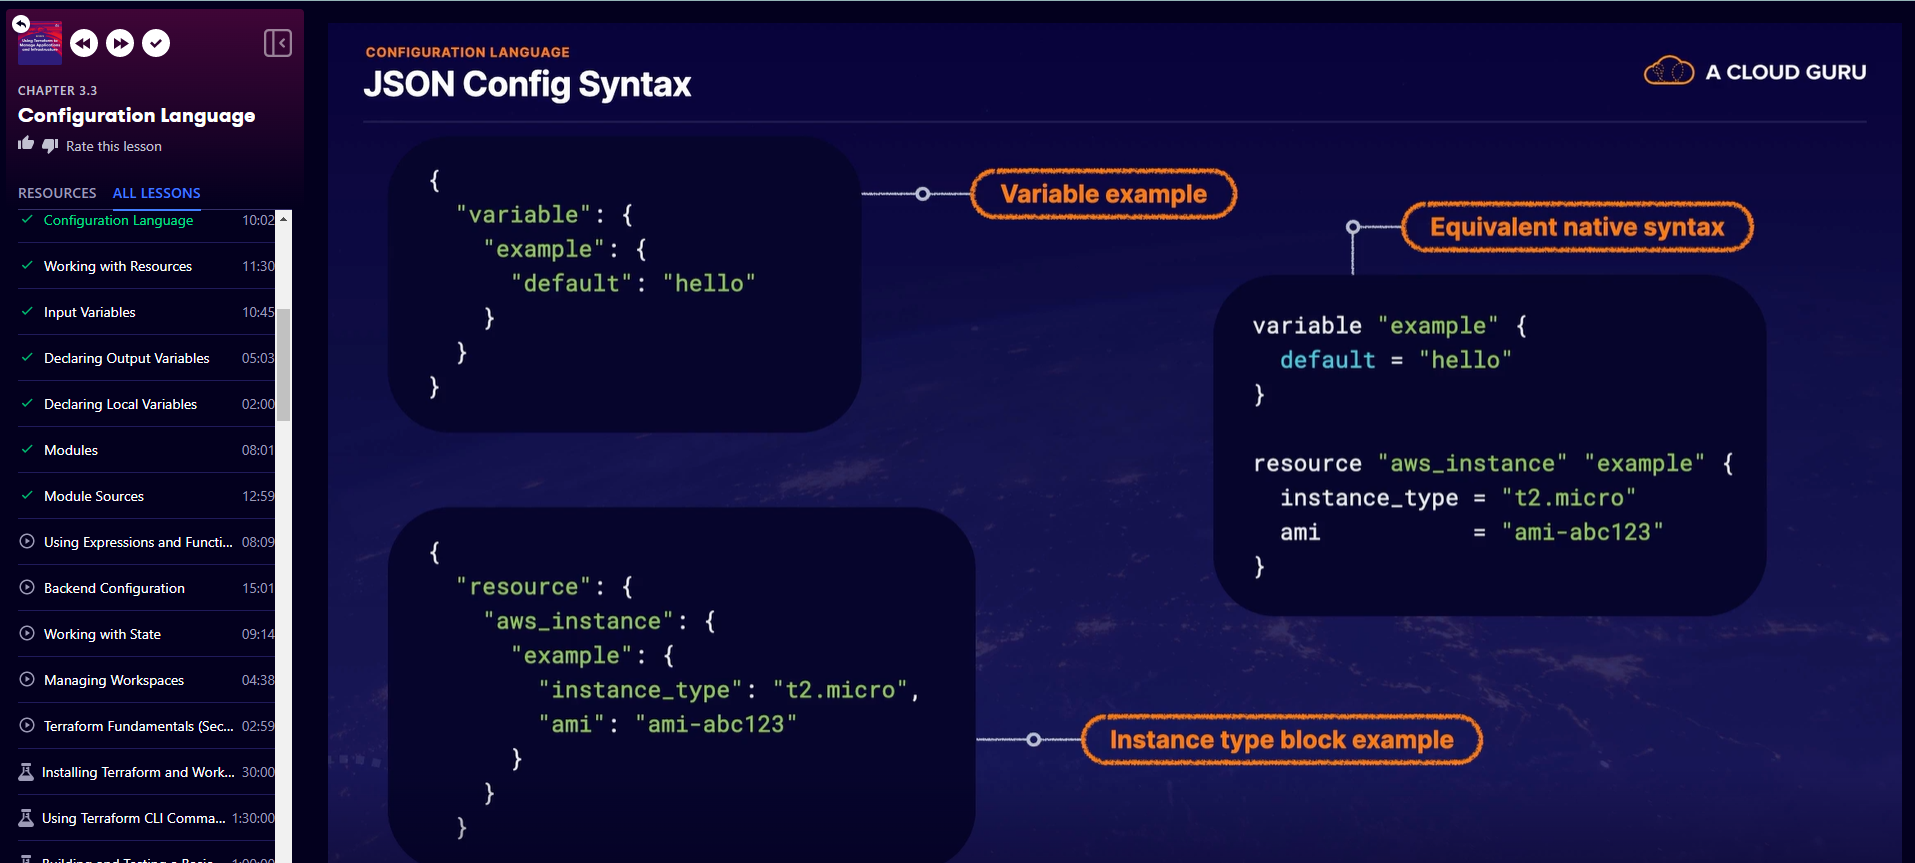 CHAPTER 3.3
Configuration Language
Rate this lesson
RESOURCES ALL LESSONS
Configuration Language 10:02
Working with Resources 11:30
Input Variables 10:45
Declaring Output Variables 05:03
Declaring Local Variables 02:00
Modules 08:01
Module Sources 12:59
Using Expressions and Functi... 08:09
Backend Configuration 15:01
Working with State 09:14
Managing Workspaces 04:38
Terraform Fundamentals (Sec... 02:59
Installing Terraform and Work... 30:00
Using Terraform CLI Comma... 1:30:00
CONFIGURATION LANGUAGE
JSON Config Syntax
A CLOUD GURU
{
"variable": {
"example": {
"default": "hello"
}
}
}
Variable example
Equivalent native syntax
variable "example" {
default = "hello"
}
resource "aws_instance" "example" {
instance_type = "t2.micro"
ami = "ami-abc123"
}
{
"resource": {
"aws_instance": {
"example": {
"instance_type": "t2.micro",
"ami": "ami-abc123"
}
}
}
Instance type block example